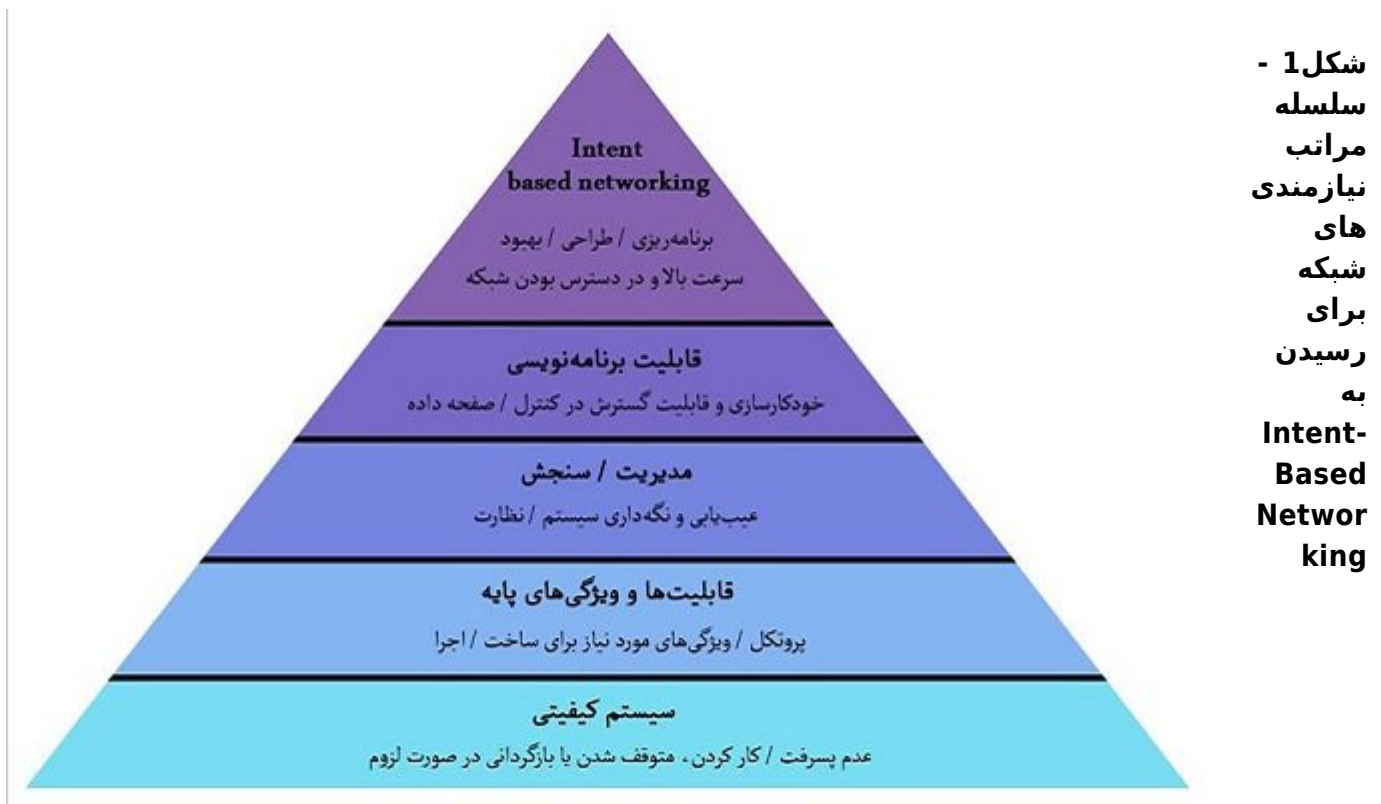 Intent
based networking
برنامه‌ریزی / طراحی / بهبود
سرعت بالا و در دسترس بودن شبکه
قابلیت برنامه‌نویسی
خودکارسازی و قابلیت گسترش در کنترل / صفحه داده
مدیریت / سنجش
عیب‌یابی و نگه‌داری سیستم / نظارت
قابلیت‌ها و ویژگی‌های پایه
پروتکل / ویژگی‌های مورد نیاز برای ساخت / اجرا
سیستم کیفیتی
عدم پسرفت / کار کردن، متوقف شدن یا بازگردانی در صورت لزوم
شکل1 -
سلسله
مراتب
نیازمندی
های
شبکه
برای
رسیدن
به
Intent-
Based
Networ
king